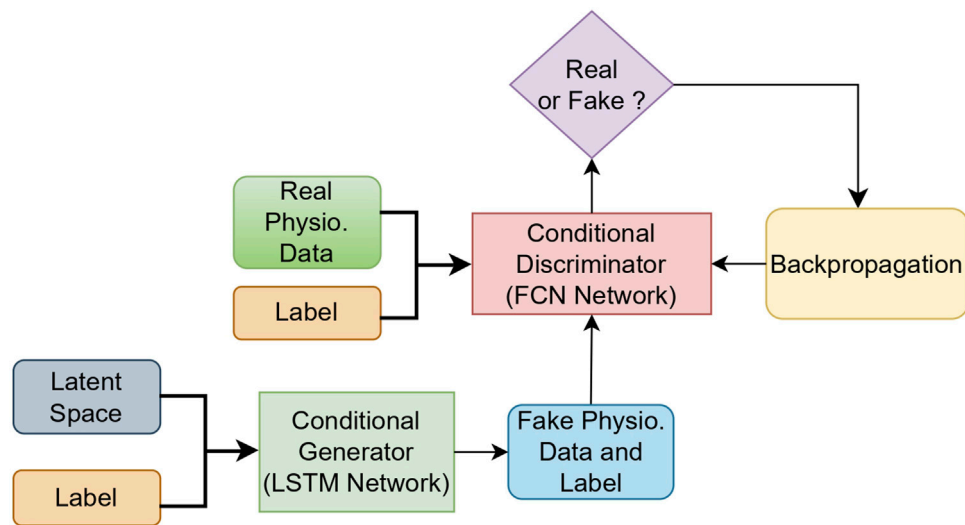 Real
or Fake ?
Real
Physio.
Data
Label
Conditional
Discriminator
(FCN Network)
Backpropagation
Latent
Space
Label
Conditional
Generator
(LSTM Network)
Fake Physio.
Data and
Label